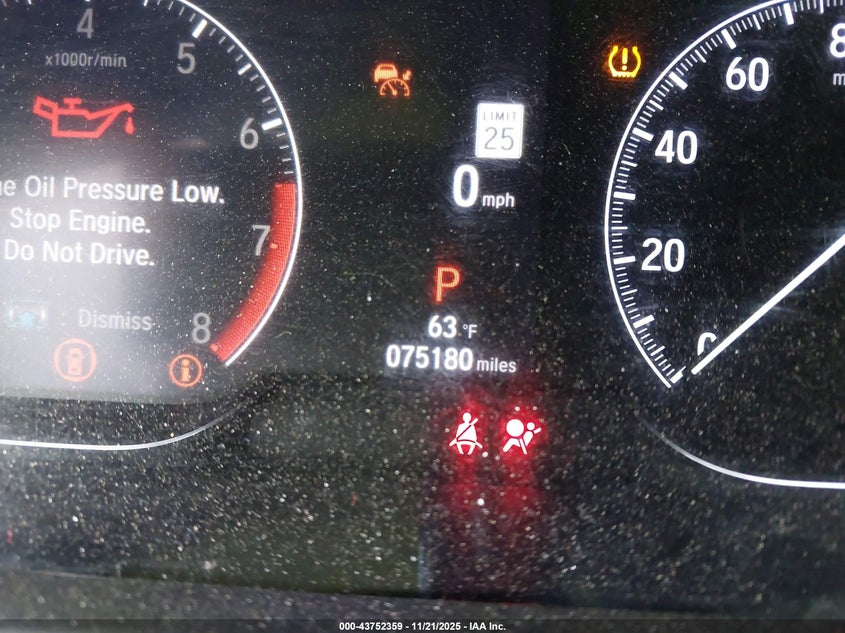 4
x1000r/min
5
6
7
8
Oil Pressure Low.
Stop Engine.
Do Not Drive.
Dismiss
LIMIT
25
0 mph
P
63 °F
075180 miles
0
20
40
60
000-43752359 - 11/21/2025 - IAA Inc.